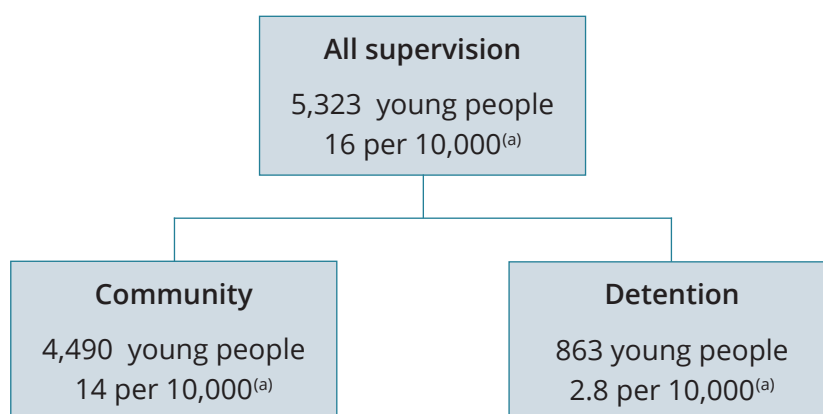 All supervision
5,323 young people
16 per 10,000(a)
Community
4,490 young people
14 per 10,000(a)
Detention
863 young people
2.8 per 10,000(a)